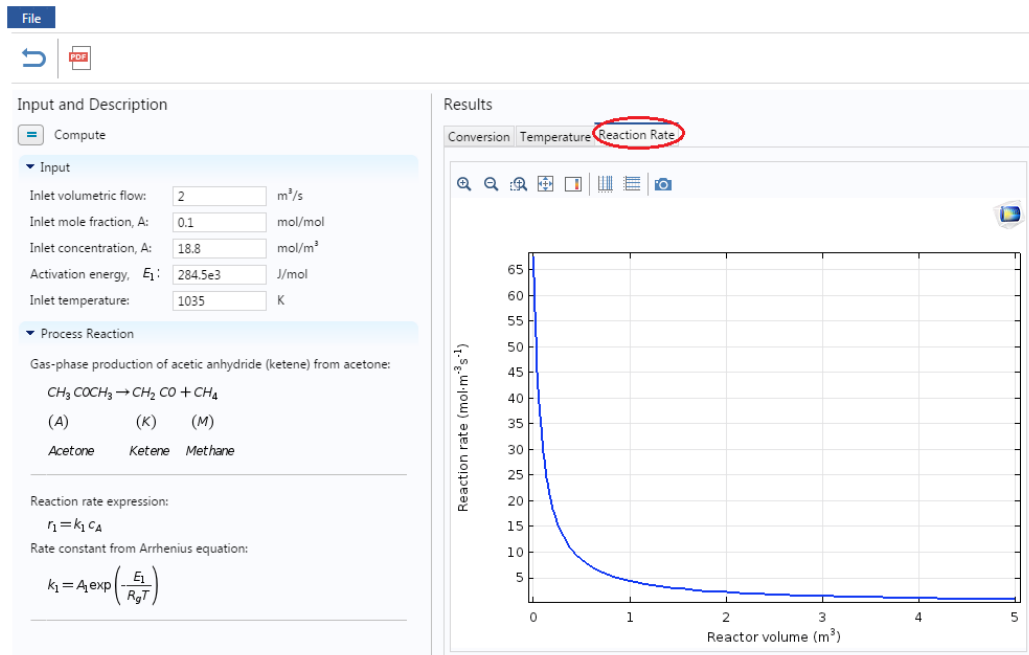 File
PDF
Input and Description
= Compute
Input
Inlet volumetric flow: 2 m³/s
Inlet mole fraction, A: 0.1 mol/mol
Inlet concentration, A: 18.8 mol/m³
Activation energy, E₁: 284.5e3 J/mol
Inlet temperature: 1035 K
Process Reaction
Gas-phase production of acetic anhydride (ketene) from acetone:
CH₃ COCH₃ → CH₂ CO + CH₄
(A) (K) (M)
Acetone Ketene Methane
Reaction rate expression:
r₁ = k₁ c_A
Rate constant from Arrhenius equation:
k₁ = A₁exp(-E₁/R_gT)
Results
Conversion Temperature Reaction Rate
Reaction rate (mol·m⁻³s⁻¹)
65
60
55
50
45
40
35
30
25
20
15
10
5
0 1 2 3 4 5
Reactor volume (m³)